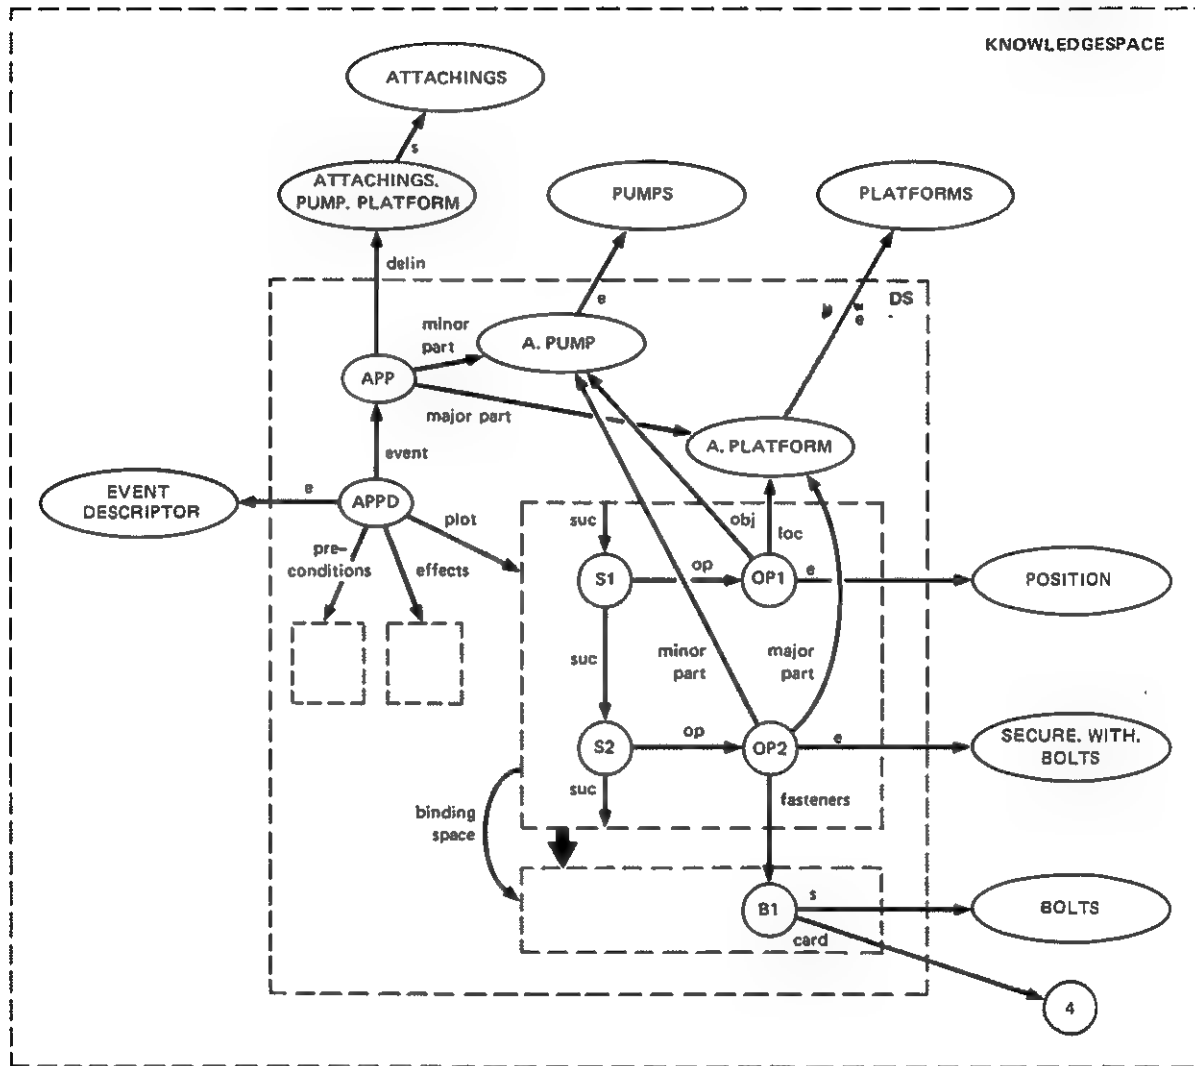 KNOWLEDGESPACE
ATTACHINGS
s
ATTACHINGS.
PUMP. PLATFORM
PUMPS
PLATFORMS
delin
e
DS
e
minor
part
A. PUMP
APP
major part
A. PLATFORM
event
EVENT
DESCRIPTOR
e
APPD
plot
pre-
conditions
effects
suc
obj
loc
S1
op
OP1
e
POSITION
suc
minor
part
major
part
S2
op
OP2
e
SECURE. WITH.
BOLTS
suc
fasteners
binding
space
B1
s
BOLTS
card
4